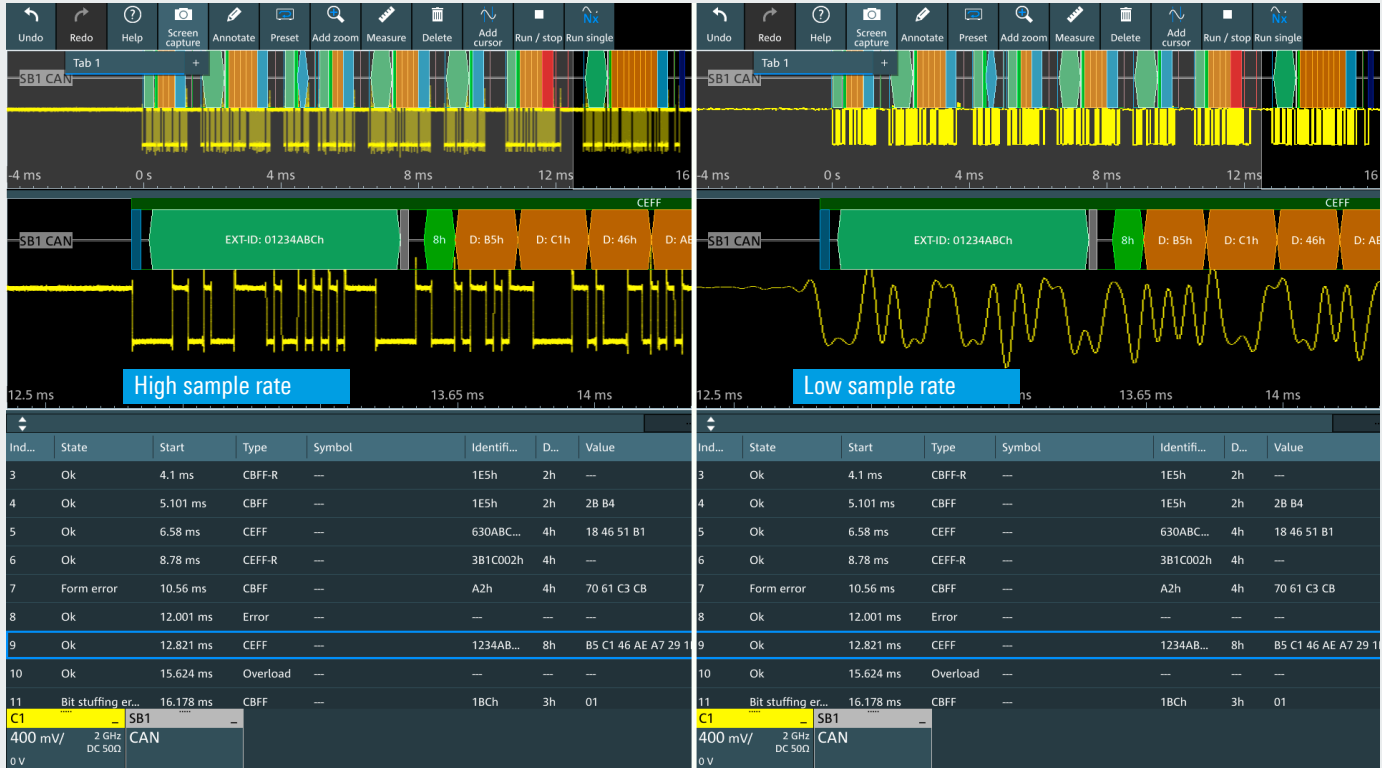 Undo Redo Help Screen capture Annotate Preset Add zoom Measure Delete Add cursor Run / stop Run single
Nx
Tab 1 +
SB1 CAN
-4 ms 0 s 4 ms 8 ms 12 ms 16
CEFF
SB1 CAN EXT-ID: 01234ABCh 8h D: B5h D: C1h D: 46h D: AE
High sample rate
12.5 ms 13.65 ms 14 ms
Ind... State Start Type Symbol Identifi... D... Value
3 Ok 4.1 ms CBFF-R --- 1E5h 2h ---
4 Ok 5.101 ms CBFF --- 1E5h 2h 2B B4
5 Ok 6.58 ms CEFF --- 630ABC... 4h 18 46 51 B1
6 Ok 8.78 ms CEFF-R --- 3B1C002h 4h ---
7 Form error 10.56 ms CBFF --- A2h 4h 70 61 C3 CB
8 Ok 12.001 ms Error --- --- --- ---
9 Ok 12.821 ms CEFF --- 1234AB... 8h B5 C1 46 AE A7 29
10 Ok 15.624 ms Overload --- --- --- ---
11 Bit stuffing er... 16.178 ms CBFF --- 1BCh 3h 01
C1 SB1
400 mV/ 2 GHz CAN
DC 50Ω
0 V
Undo Redo Help Screen capture Annotate Preset Add zoom Measure Delete Add cursor Run / stop Run single
Nx
Tab 1 +
SB1 CAN
-4 ms 0 s 4 ms 8 ms 12 ms 16
CEFF
SB1 CAN EXT-ID: 01234ABCh 8h D: B5h D: C1h D: 46h D: AE
Low sample rate
12.5 ms ns 13.65 ms 14 ms
Ind... State Start Type Symbol Identifi... D... Value
3 Ok 4.1 ms CBFF-R --- 1E5h 2h ---
4 Ok 5.101 ms CBFF --- 1E5h 2h 2B B4
5 Ok 6.58 ms CEFF --- 630ABC... 4h 18 46 51 B1
6 Ok 8.78 ms CEFF-R --- 3B1C002h 4h ---
7 Form error 10.56 ms CBFF --- A2h 4h 70 61 C3 CB
8 Ok 12.001 ms Error --- --- --- ---
9 Ok 12.821 ms CEFF --- 1234AB... 8h B5 C1 46 AE A7 29
10 Ok 15.624 ms Overload --- --- --- ---
11 Bit stuffing er... 16.178 ms CBFF --- 1BCh 3h 01
C1 SB1
400 mV/ 2 GHz CAN
DC 50Ω
0 V